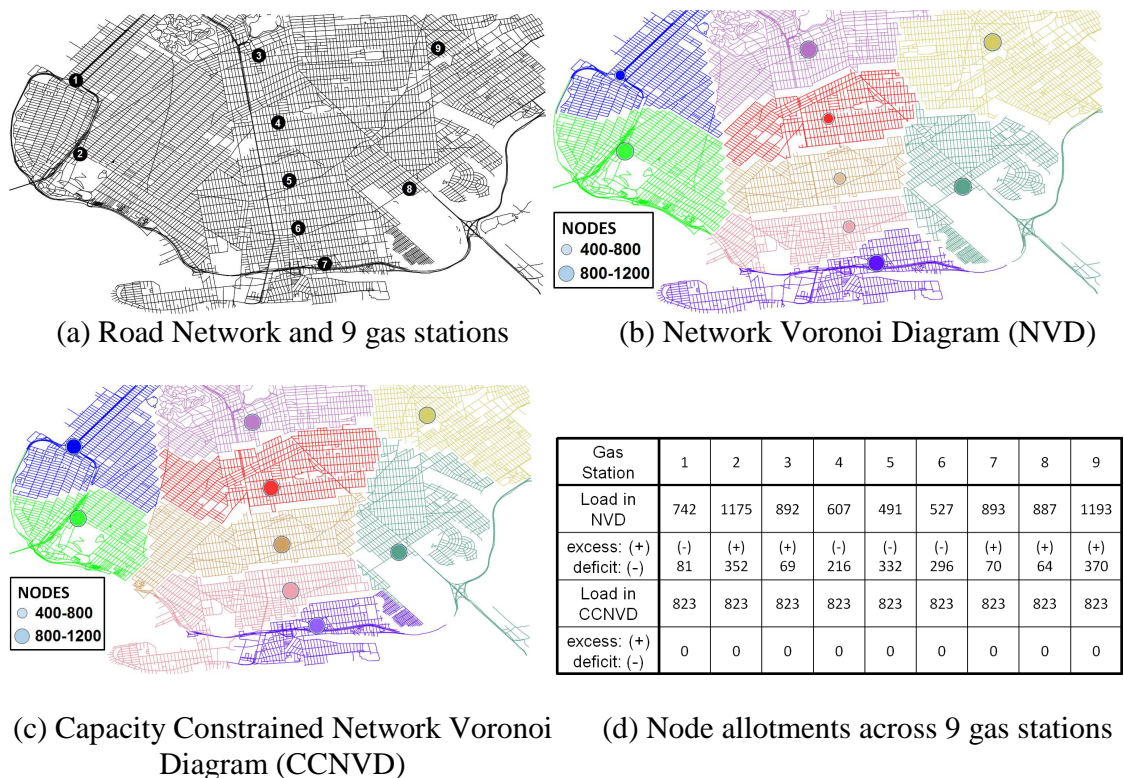 1
2
3
4
5
6
7
8
9
NODES
400-800
800-1200
(a) Road Network and 9 gas stations
(b) Network Voronoi Diagram (NVD)
NODES
400-800
800-1200
Gas Station 1 2 3 4 5 6 7 8 9
Load in NVD 742 1175 892 607 491 527 893 887 1193
excess: (+) deficit: (-) (-) 81 (+) 352 (+) 69 (-) 216 (-) 332 (-) 296 (+) 70 (+) 64 (+) 370
Load in CCNVD 823 823 823 823 823 823 823 823 823
excess: (+) deficit: (-) 0 0 0 0 0 0 0 0 0
(c) Capacity Constrained Network Voronoi
Diagram (CCNVD)
(d) Node allotments across 9 gas stations